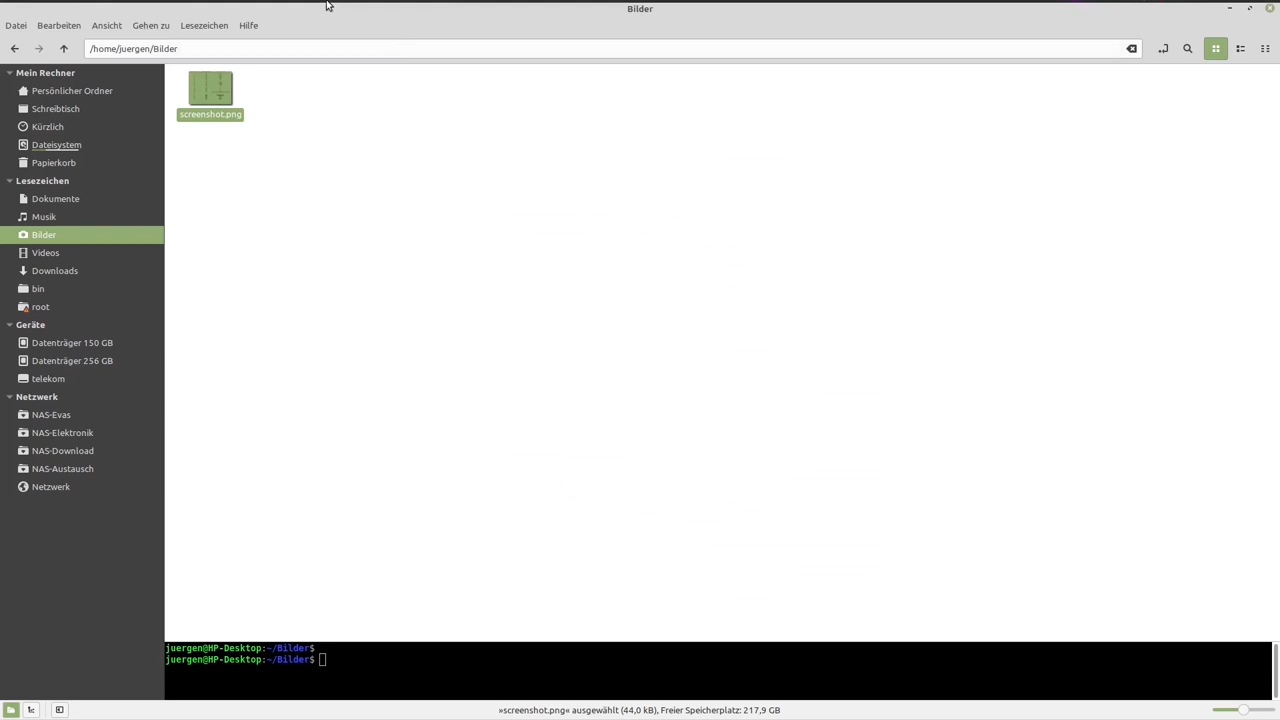 Bilder
Datei Bearbeiten Ansicht Gehen zu Lesezeichen Hilfe
/home/juergen/Bilder
Mein Rechner
Persönlicher Ordner
Schreibtisch
Kürzlich
Dateisystem
Papierkorb
Lesezeichen
Dokumente
Musik
Bilder
Videos
Downloads
bin
root
Geräte
Datenträger 150 GB
Datenträger 256 GB
telekom
Netzwerk
NAS-Evas
NAS-Elektronik
NAS-Download
NAS-Austausch
Netzwerk
screenshot.png
juergen@HP-Desktop:~/Bilder$
juergen@HP-Desktop:~/Bilder$
»screenshot.png« ausgewählt (44,0 kB), Freier Speicherplatz: 217,9 GB